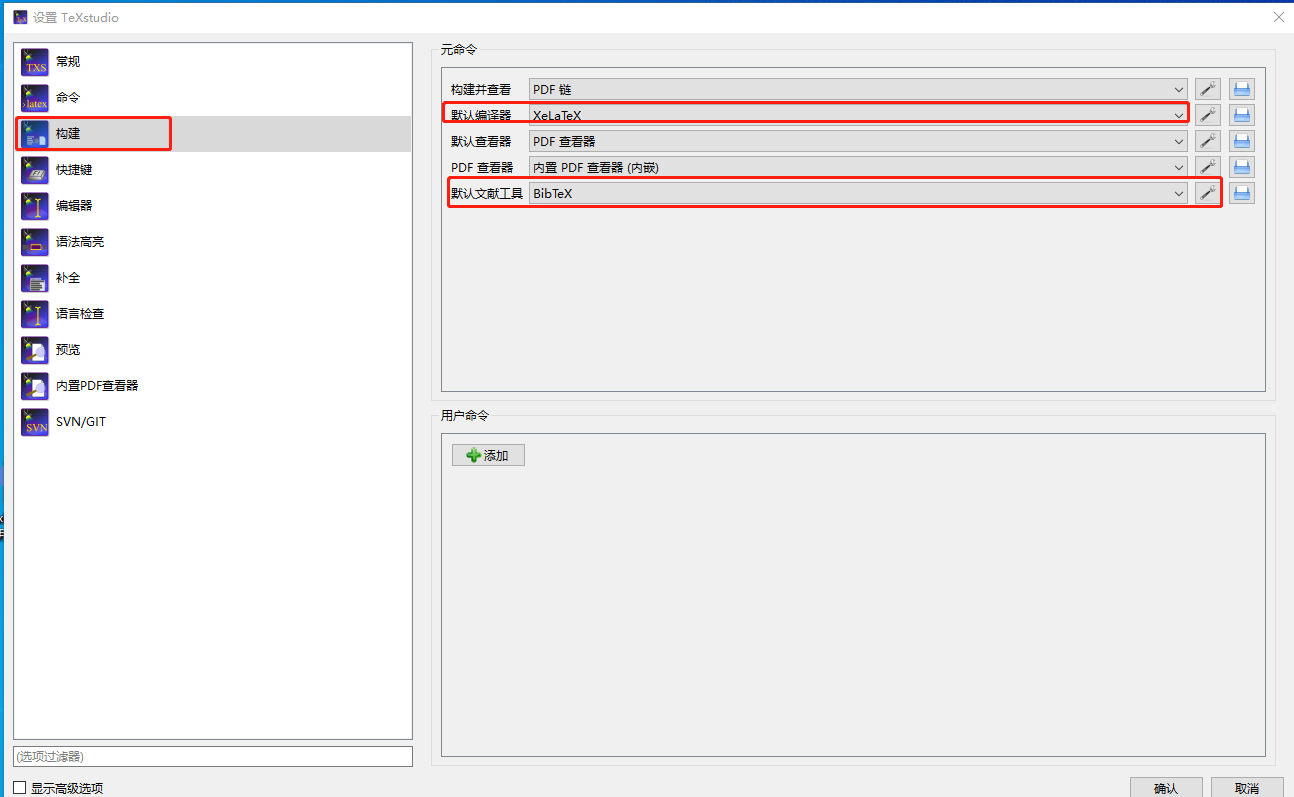 设置 TeXstudio
TXS 常规
latex 命令
构建
快捷键
编辑器
语法高亮
补全
语言检查
预览
内置PDF查看器
SVN SVN/GIT
(选项过滤器)
显示高级选项
元命令
构建并查看 PDF 链
默认编译器 XeLaTeX
默认查看器 PDF 查看器
PDF 查看器 内置 PDF 查看器 (内嵌)
默认文献工具 BibTeX
用户命令
添加
确认 取消